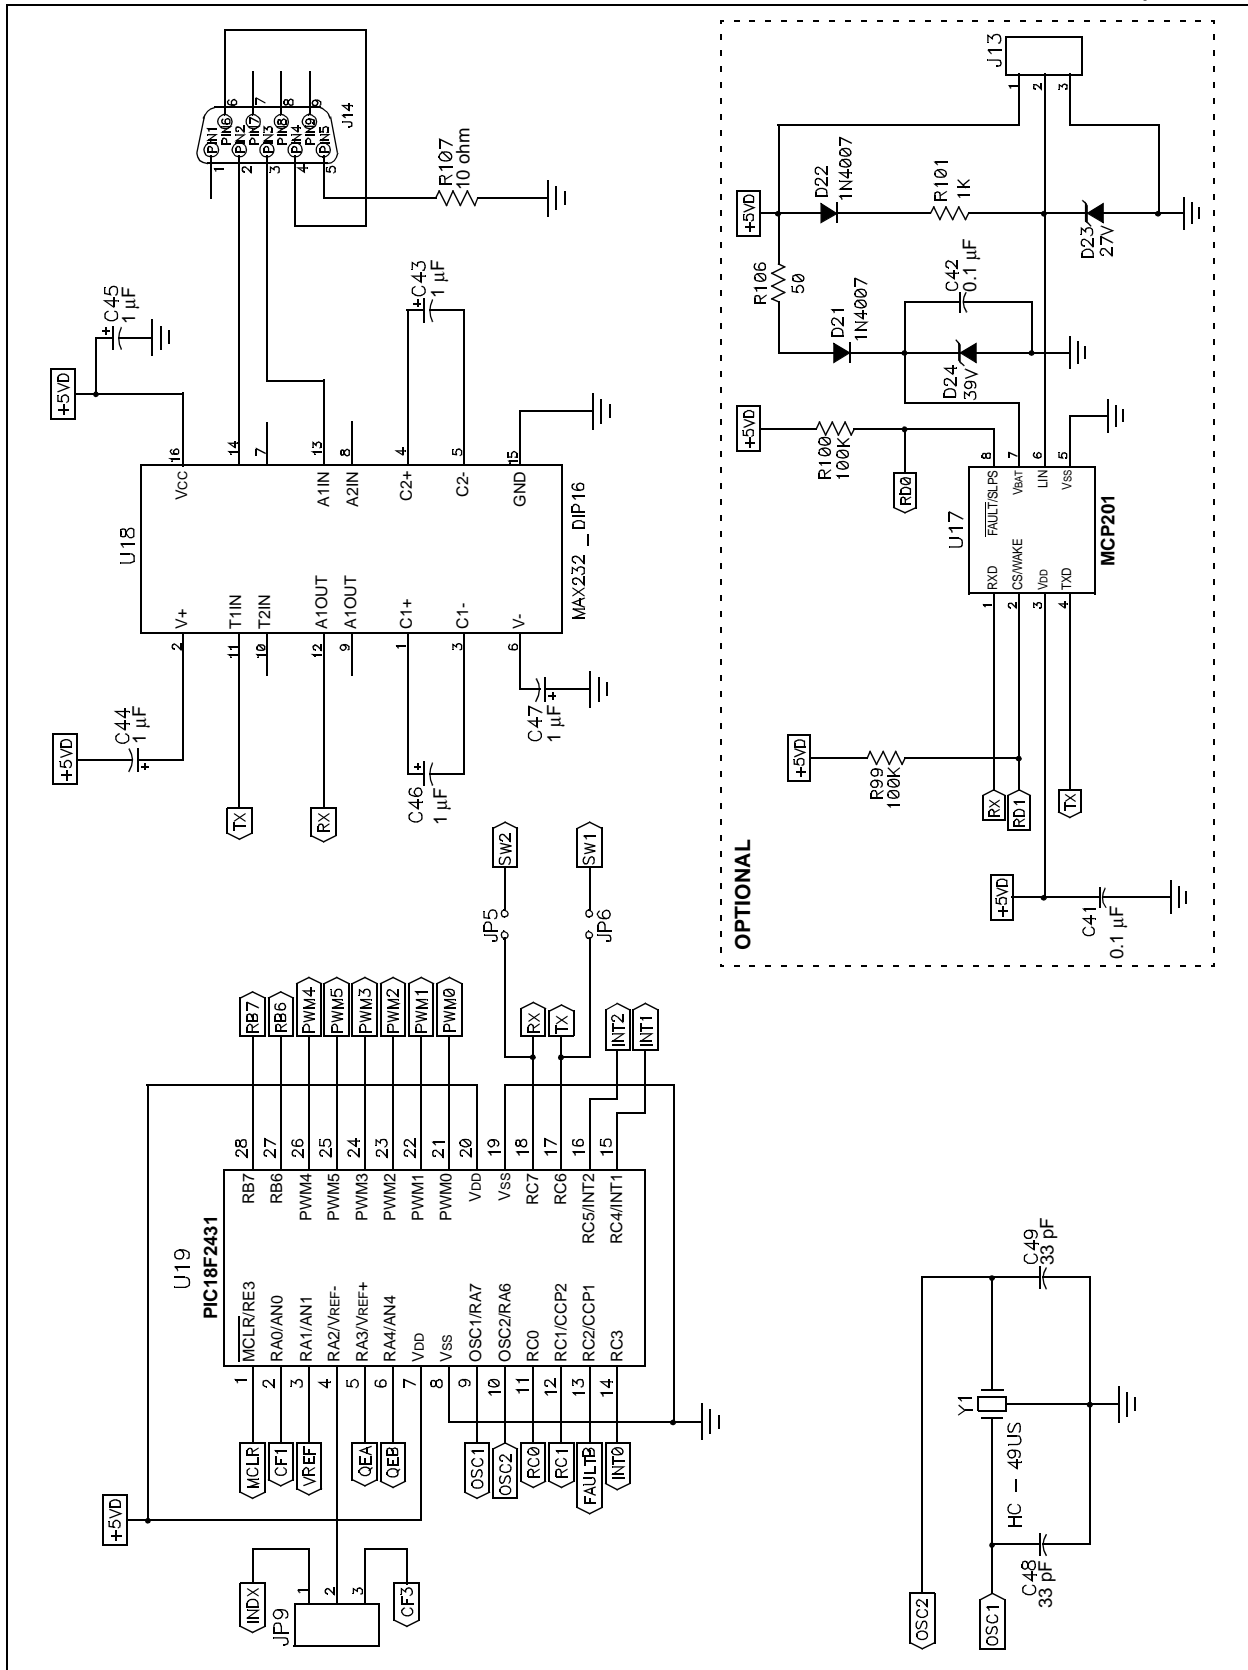 J14
PIN1
PIN2
PIN3
PIN4
PIN5
PIN6
PIN7
PIN8
PIN9
1
2
3
4
5
6
7
8
9
R107
10 ohm
+5VD
C45
1 µF
C43
1 µF
U18
MAX232 _ DIP16
16
14
7
13
8
4
5
15
VCC
A1IN
A2IN
C2+
C2-
GND
V+
T1IN
T2IN
A1OUT
A1OUT
C1+
C1-
V-
2
11
10
12
9
1
3
6
+5VD
C44
1 µF
TX
RX
C46
1 µF
C47
1 µF
U19
PIC18F2431
MCLR/RE3
RA0/AN0
RA1/AN1
RA2/VREF-
RA3/VREF+
RA4/AN4
VDD
VSS
OSC1/RA7
OSC2/RA6
RC0
RC1/CCP2
RC2/CCP1
RC3
1
2
3
4
5
6
7
8
9
10
11
12
13
14
RB7
RB6
PWM4
PWM5
PWM3
PWM2
PWM1
PWM0
VDD
VSS
RC7
RC6
RC5/INT2
RC4/INT1
28
27
26
25
24
23
22
21
20
19
18
17
16
15
RB7
RB6
PWM4
PWM5
PWM3
PWM2
PWM1
PWM0
RX
TX
INT2
INT1
JP5
SW2
JP6
SW1
MCLR
CF1
VREF
QEA
QEB
OSC1
OSC2
RC0
RC1
FAULTB
INT0
+5VD
JP9
1
2
3
INDX
CF3
OPTIONAL
J13
1
2
3
+5VD
D22
1N4007
R101
1K
D23
27V
R106
50
D21
1N4007
C42
0.1 µF
D24
39V
+5VD
R100
100K
RD0
U17
MCP201
8
7
6
5
FAULT/SLPS
VBAT
LIN
VSS
RXD
CS/WAKE
VDD
TXD
1
2
3
4
+5VD
R99
100K
RX
RD1
TX
+5VD
C41
0.1 µF
OSC2
OSC1
C48
33 pF
C49
33 pF
Y1
HC - 49US